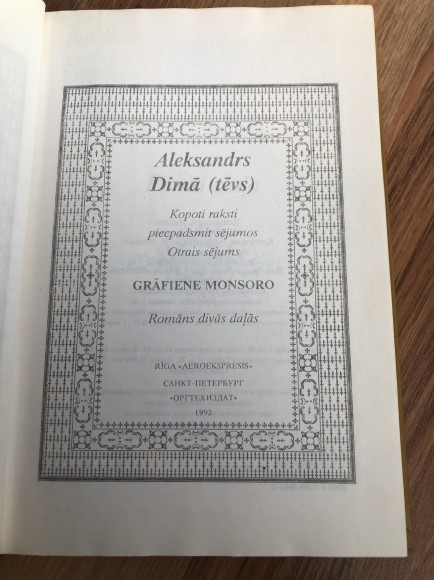 Aleksandrs
Dimā (tēvs)
Kopoti raksti
piecpadsmit sējumos
Otrais sējums
GRĀFIENE MONSORO
Romāns divās daļās
RĪGA «AEROEKSPRESIS»
САНКТ-ПЕТЕРБУРГ
«ОРГТЕХИЗДАТ»
1992